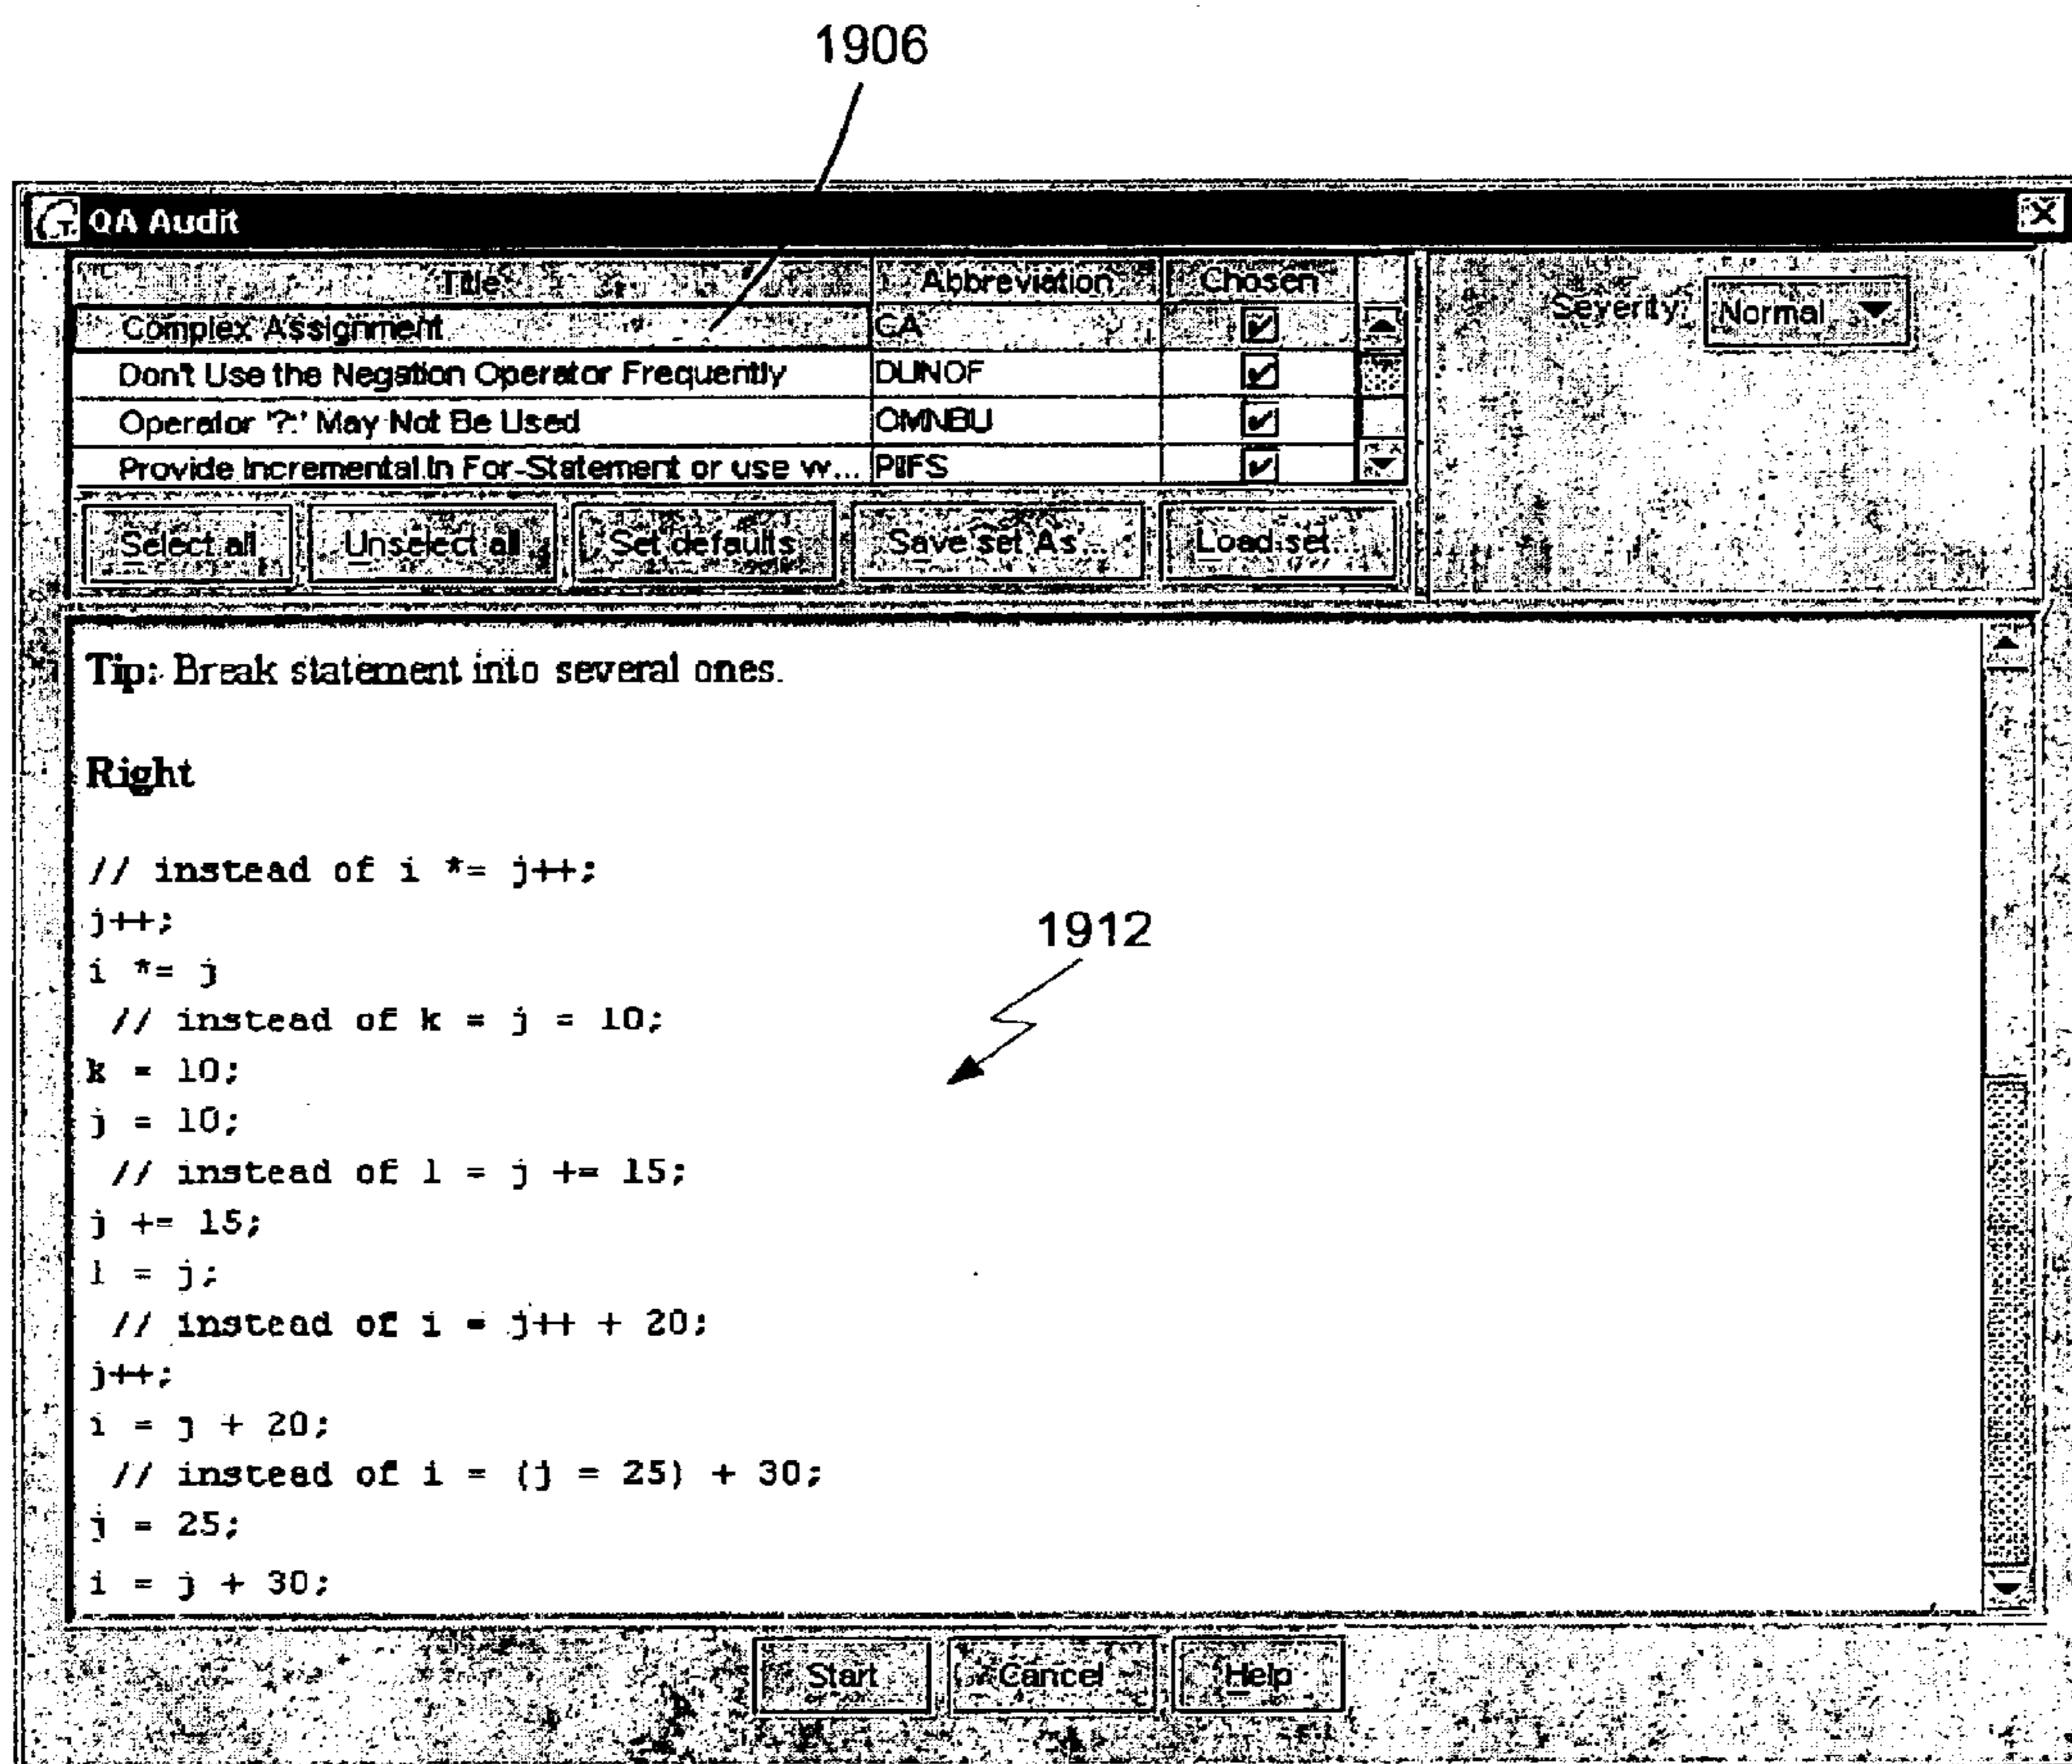 1906
QA Audit
Title Abbreviation Chosen
Complex Assignment CA
Don't Use the Negation Operator Frequently DUNOF
Operator '?:' May Not Be Used OMNBU
Provide Incremental In For-Statement or use w... PIIFS
Severity: Normal
Select all Unselect all Set defaults Save set As... Load set...
Tip: Break statement into several ones.
Right
// instead of i *= j++;
j++;
i *= j
// instead of k = j = 10;
k = 10;
j = 10;
// instead of l = j += 15;
j += 15;
l = j;
// instead of i = j++ + 20;
j++;
i = j + 20;
// instead of i = (j = 25) + 30;
j = 25;
i = j + 30;
1912
Start Cancel Help